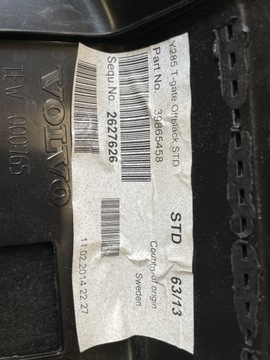 Y285 T-gate Offblack STD
Part No. 39865458
Sequ.No. 2627626
STD 63/13
Country of origin
Sweden
11.02.2014 22:27
VOLVO